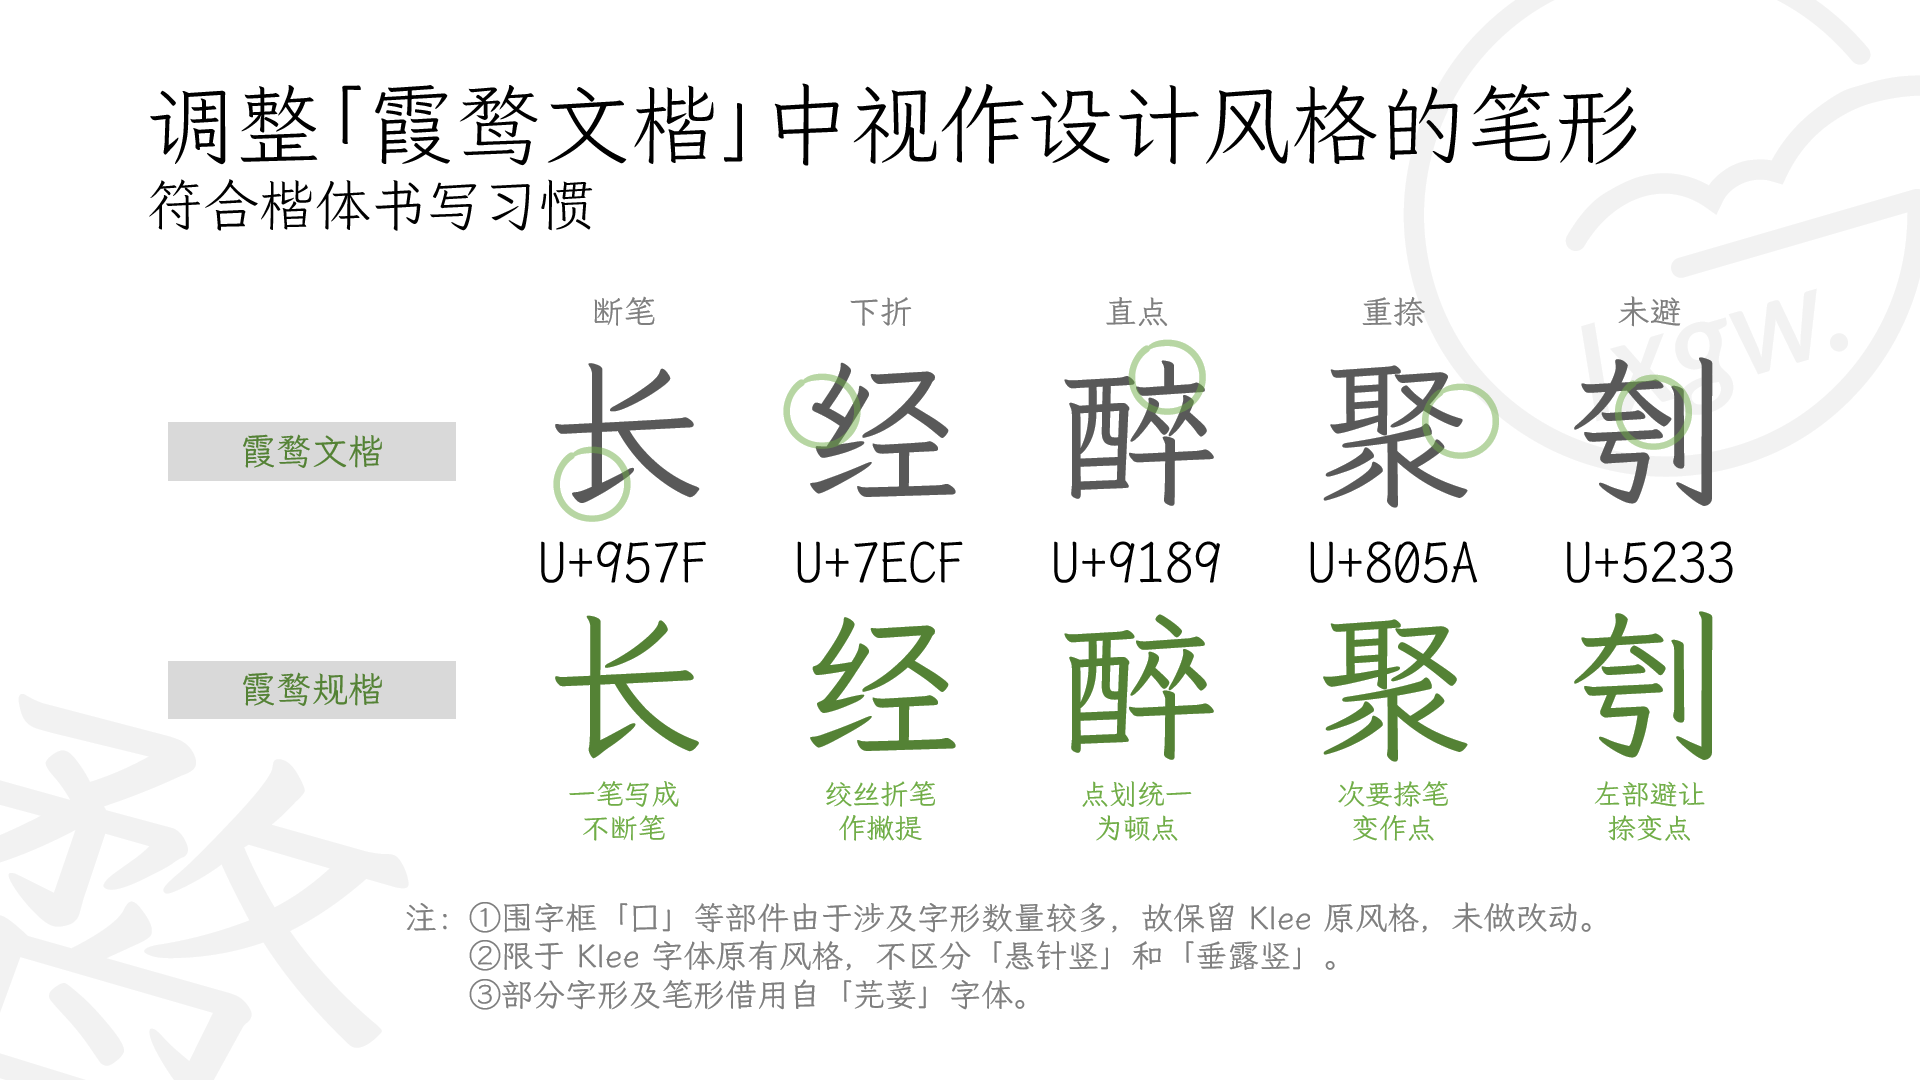 调整「霞鹜文楷」中视作设计风格的笔形
符合楷体书写习惯
断笔 下折 直点 重捺 未避
霞鹜文楷 长 经 醉 聚 刳
U+957F U+7ECF U+9189 U+805A U+5233
霞鹜规楷 长 经 醉 聚 刳
一笔写成 绞丝折笔 点划统一 次要捺笔 左部避让
不断笔 作撇提 为顿点 变作点 捺变点
注：①围字框「囗」等部件由于涉及字形数量较多，故保留 Klee 原风格，未做改动。
②限于 Klee 字体原有风格，不区分「悬针竖」和「垂露竖」。
③部分字形及笔形借用自「芫荽」字体。
lxgw.
鹜